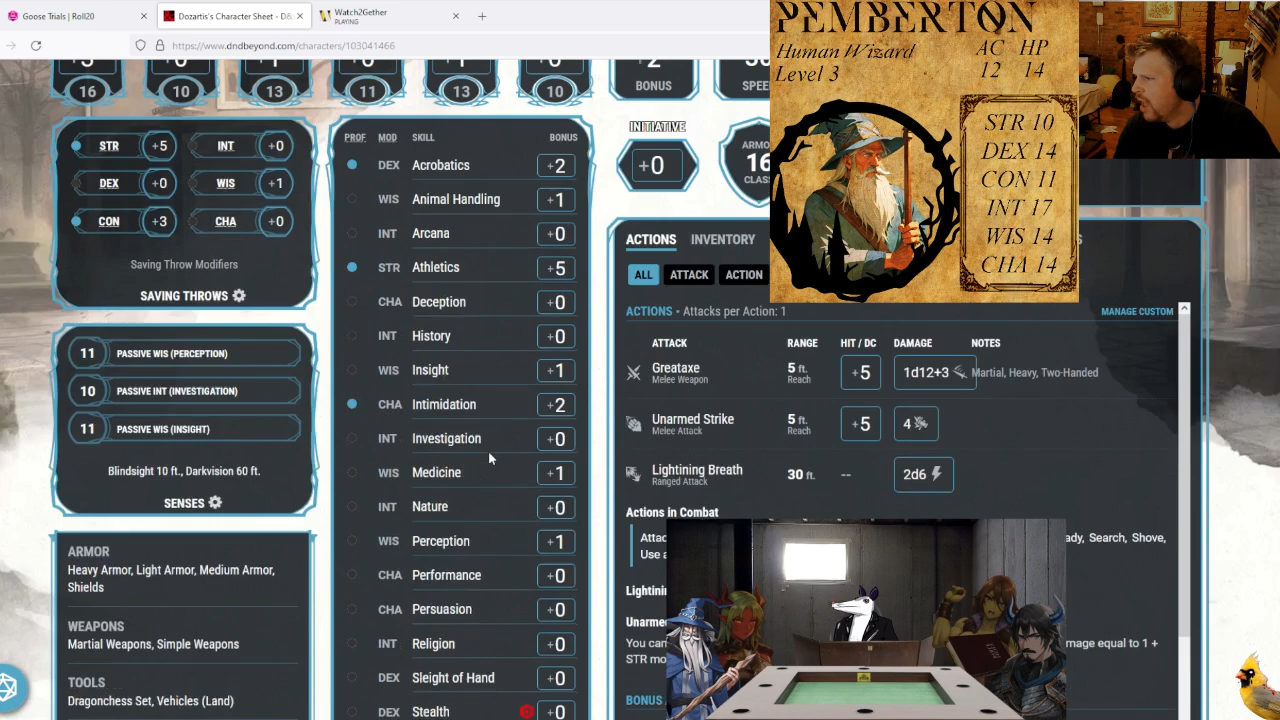 Goose Trials | Roll20
Dozartis's Character Sheet - D&
Watch2Gether
PLAYING
https://www.dndbeyond.com/characters/103041466
16
10
13
11
13
10
BONUS
STR +5
INT +0
DEX +0
WIS +1
CON +3
CHA +0
Saving Throw Modifiers
SAVING THROWS
11 PASSIVE WIS (PERCEPTION)
10 PASSIVE INT (INVESTIGATION)
11 PASSIVE WIS (INSIGHT)
Blindsight 10 ft., Darkvision 60 ft.
SENSES
ARMOR
Heavy Armor, Light Armor, Medium Armor,
Shields
WEAPONS
Martial Weapons, Simple Weapons
TOOLS
Dragonchess Set, Vehicles (Land)
PROF MOD SKILL BONUS
DEX Acrobatics +2
WIS Animal Handling +1
INT Arcana +0
STR Athletics +5
CHA Deception +0
INT History +0
WIS Insight +1
CHA Intimidation +2
INT Investigation +0
WIS Medicine +1
INT Nature +0
WIS Perception +1
CHA Performance +0
CHA Persuasion +0
INT Religion +0
DEX Sleight of Hand +0
DEX Stealth +0
INITIATIVE
+0
16
ACTIONS INVENTORY
ALL ATTACK ACTION
ACTIONS • Attacks per Action: 1
MANAGE CUSTOM
ATTACK RANGE HIT / DC DAMAGE NOTES
Greataxe 5 ft. +5 1d12+3 Martial, Heavy, Two-Handed
Melee Weapon Reach
Unarmed Strike 5 ft. +5 4
Melee Attack Reach
Lightning Breath 30 ft. -- 2d6
Ranged Attack
Actions in Combat
ady, Search, Shove,
Use a
Lightnin
Unarme
You can
mage equal to 1 +
STR mo
BONUS
PEMBERTON
Human Wizard
Level 3
AC HP
12 14
STR 10
DEX 14
CON 11
INT 17
WIS 14
CHA 14